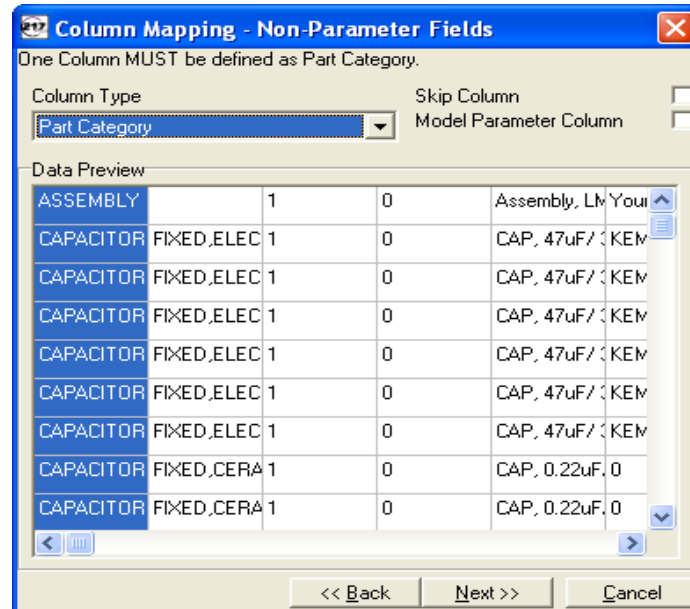 217 Column Mapping - Non-Parameter Fields
One Column MUST be defined as Part Category.
Column Type
Skip Column
Part Category
Model Parameter Column
Data Preview
ASSEMBLY 1 0 Assembly, LM Your
CAPACITOR FIXED,ELEC 1 0 CAP, 47uF/ KEM
CAPACITOR FIXED,ELEC 1 0 CAP, 47uF/ KEM
CAPACITOR FIXED,ELEC 1 0 CAP, 47uF/ KEM
CAPACITOR FIXED,ELEC 1 0 CAP, 47uF/ KEM
CAPACITOR FIXED,ELEC 1 0 CAP, 47uF/ KEM
CAPACITOR FIXED,ELEC 1 0 CAP, 47uF/ KEM
CAPACITOR FIXED,CERA 1 0 CAP, 0.22uF, 0
CAPACITOR FIXED,CERA 1 0 CAP, 0.22uF, 0
<< Back Next >> Cancel